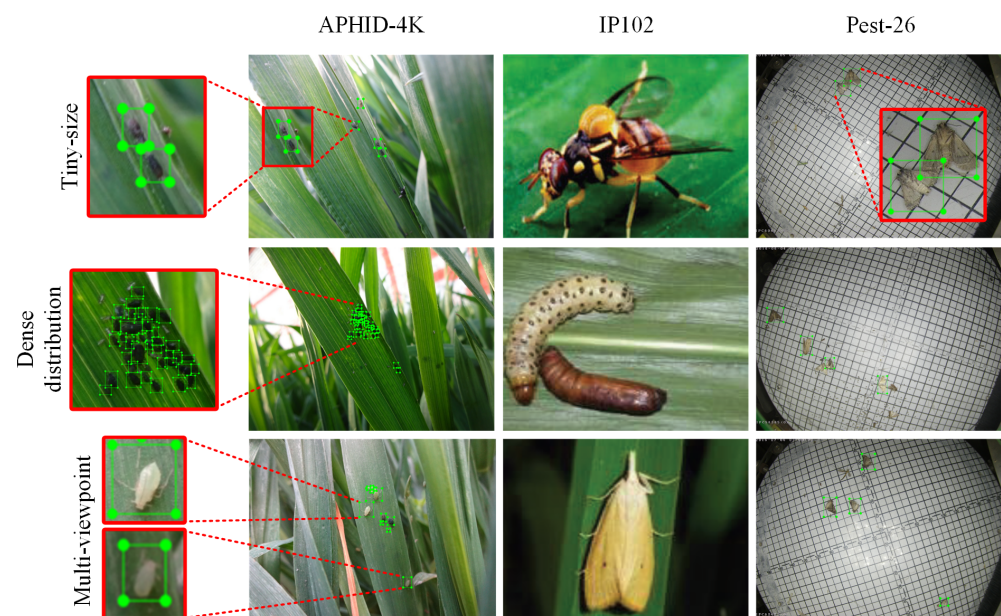 APHID-4K
IP102
Pest-26
Tiny-size
Dense
distribution
Multi-viewpoint